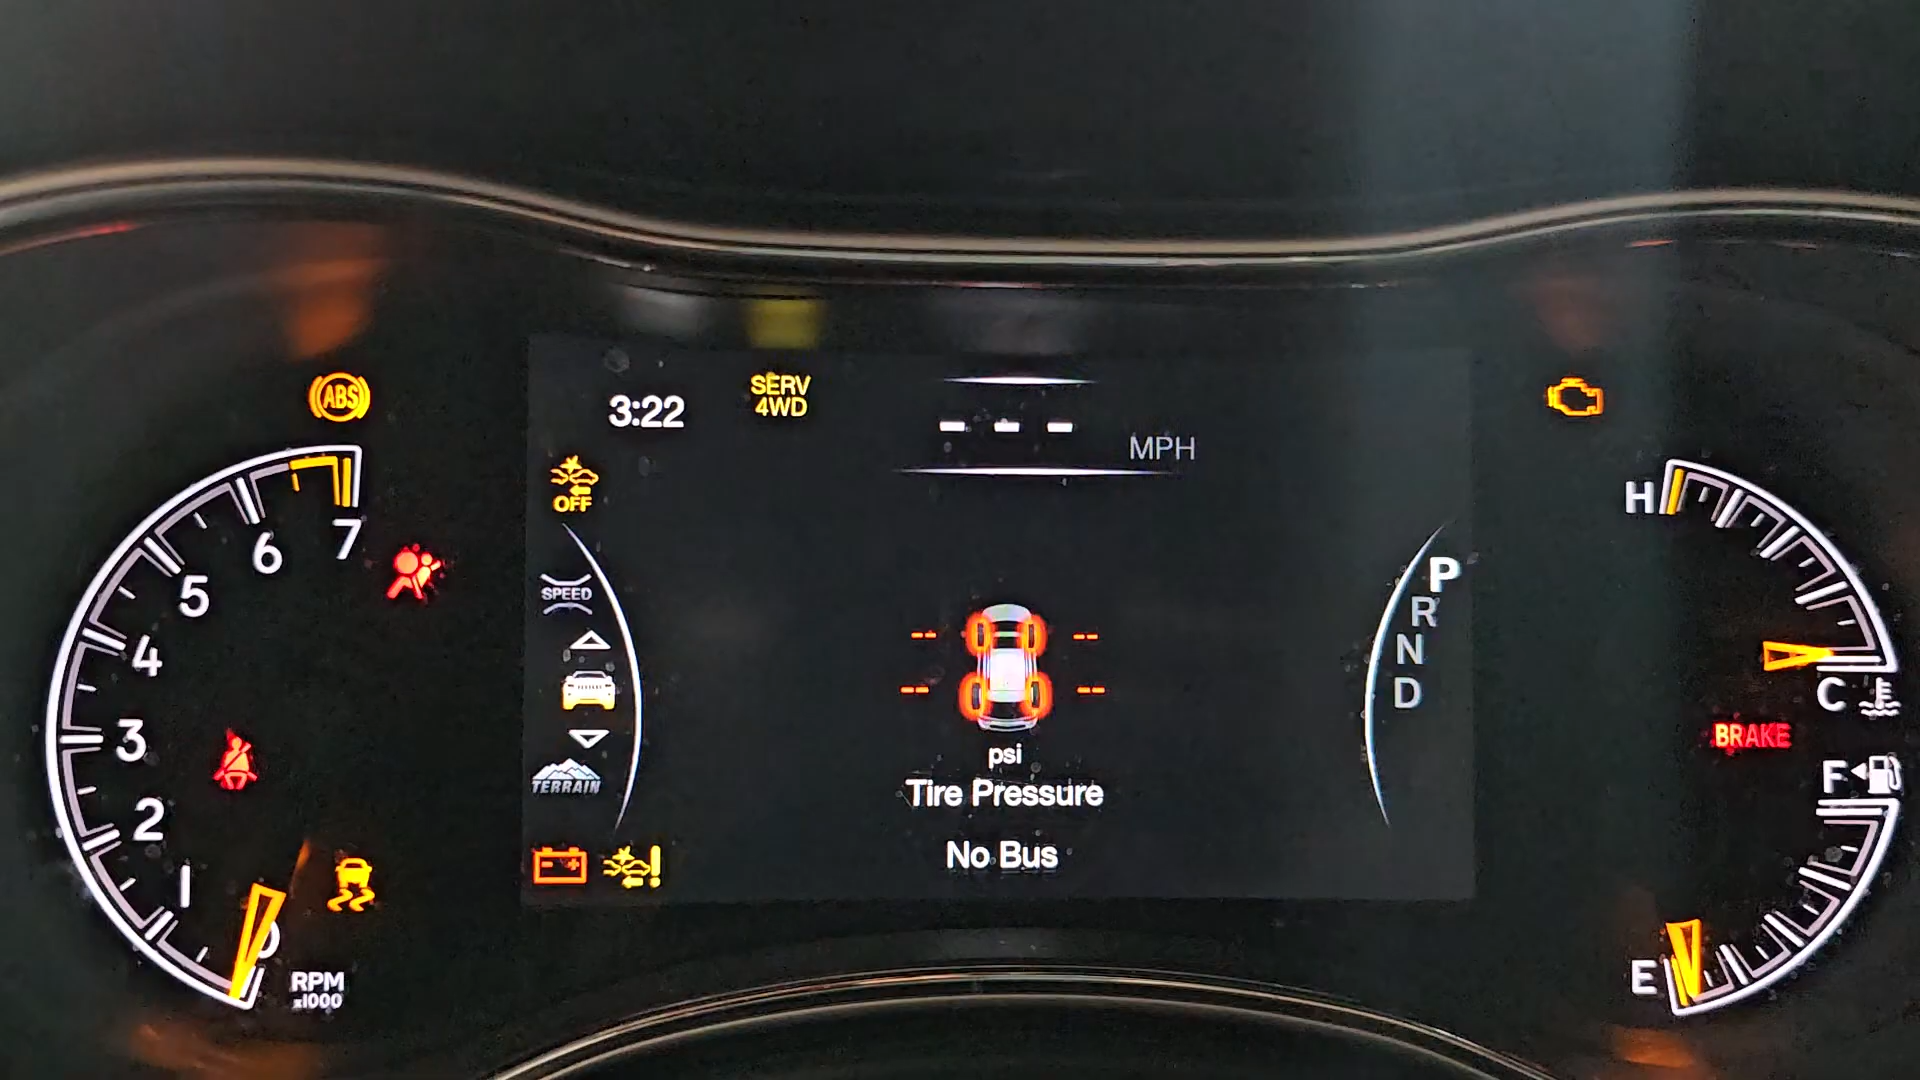 ABS
3:22
SERV
4WD
- - -
MPH
OFF
SPEED
TERRAIN
7
6
5
4
3
2
1
0
RPM
x1000
P
R
N
D
--
--
--
--
psi
Tire Pressure
No Bus
H
C
BRAKE
F
E